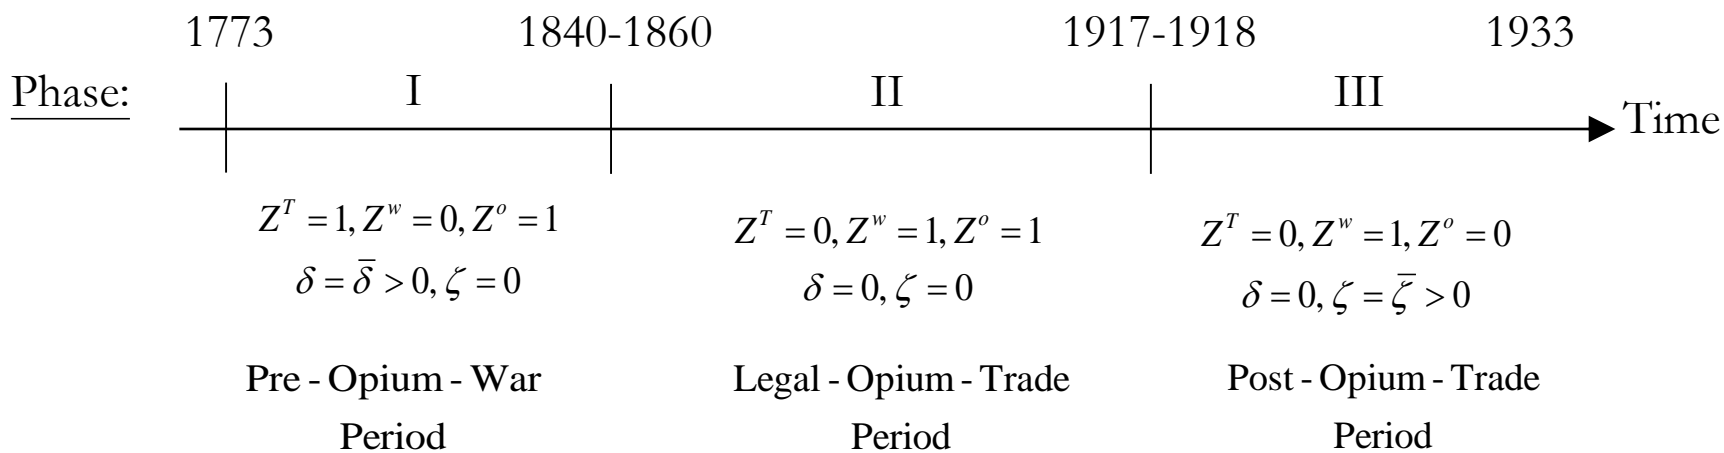 1773 1840-1860 1917-1918 1933
Phase: I II III Time
Z^T = 1, Z^w = 0, Z^o = 1 Z^T = 0, Z^w = 1, Z^o = 1 Z^T = 0, Z^w = 1, Z^o = 0
δ = δ̅ > 0, ζ = 0 δ = 0, ζ = 0 δ = 0, ζ = ζ̅ > 0
Pre - Opium - War Legal - Opium - Trade Post - Opium - Trade
Period Period Period